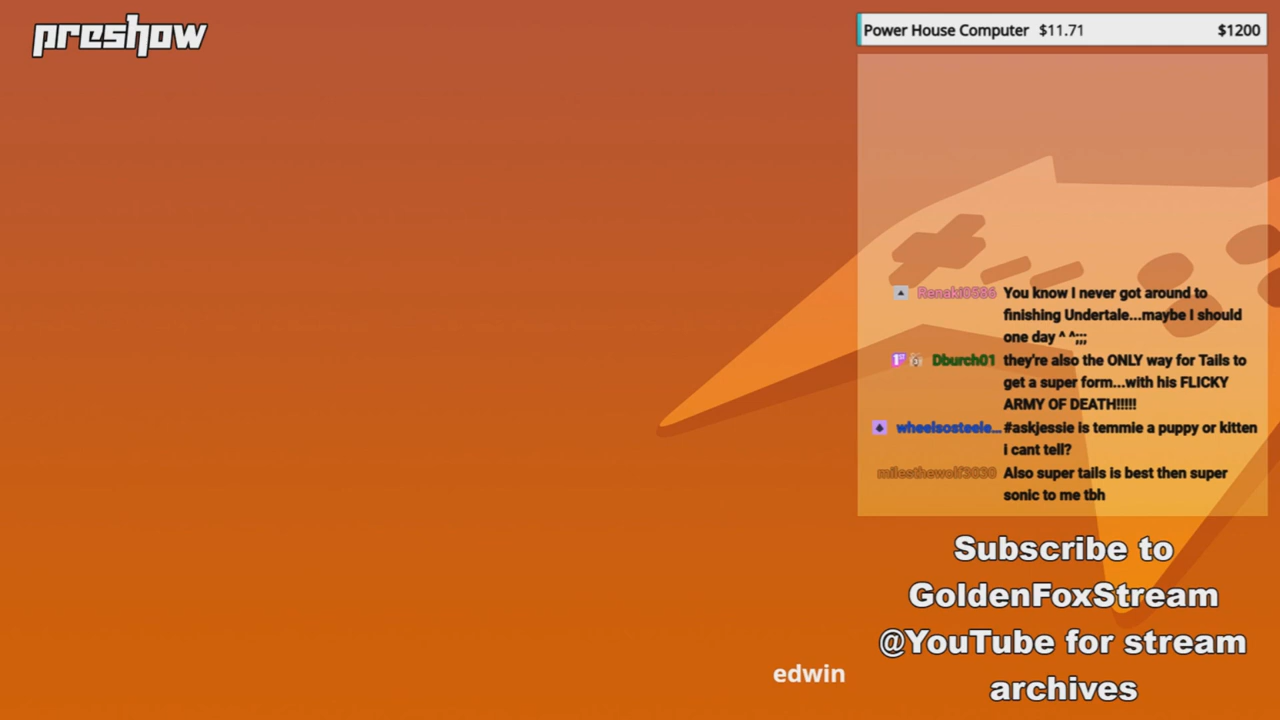 preshow
Power House Computer $11.71 $1200
Renaki8586 You know I never got around to
finishing Undertale...maybe I should
one day ^ ^;;;
Dburch01 they're also the ONLY way for Tails to
get a super form...with his FLICKY
ARMY OF DEATH!!!!!
wheelsosteele... #askjessie is temmie a puppy or kitten
i cant tell?
milesthewolf3030 Also super tails is best then super
sonic to me tbh
Subscribe to
GoldenFoxStream
@YouTube for stream
archives
edwin